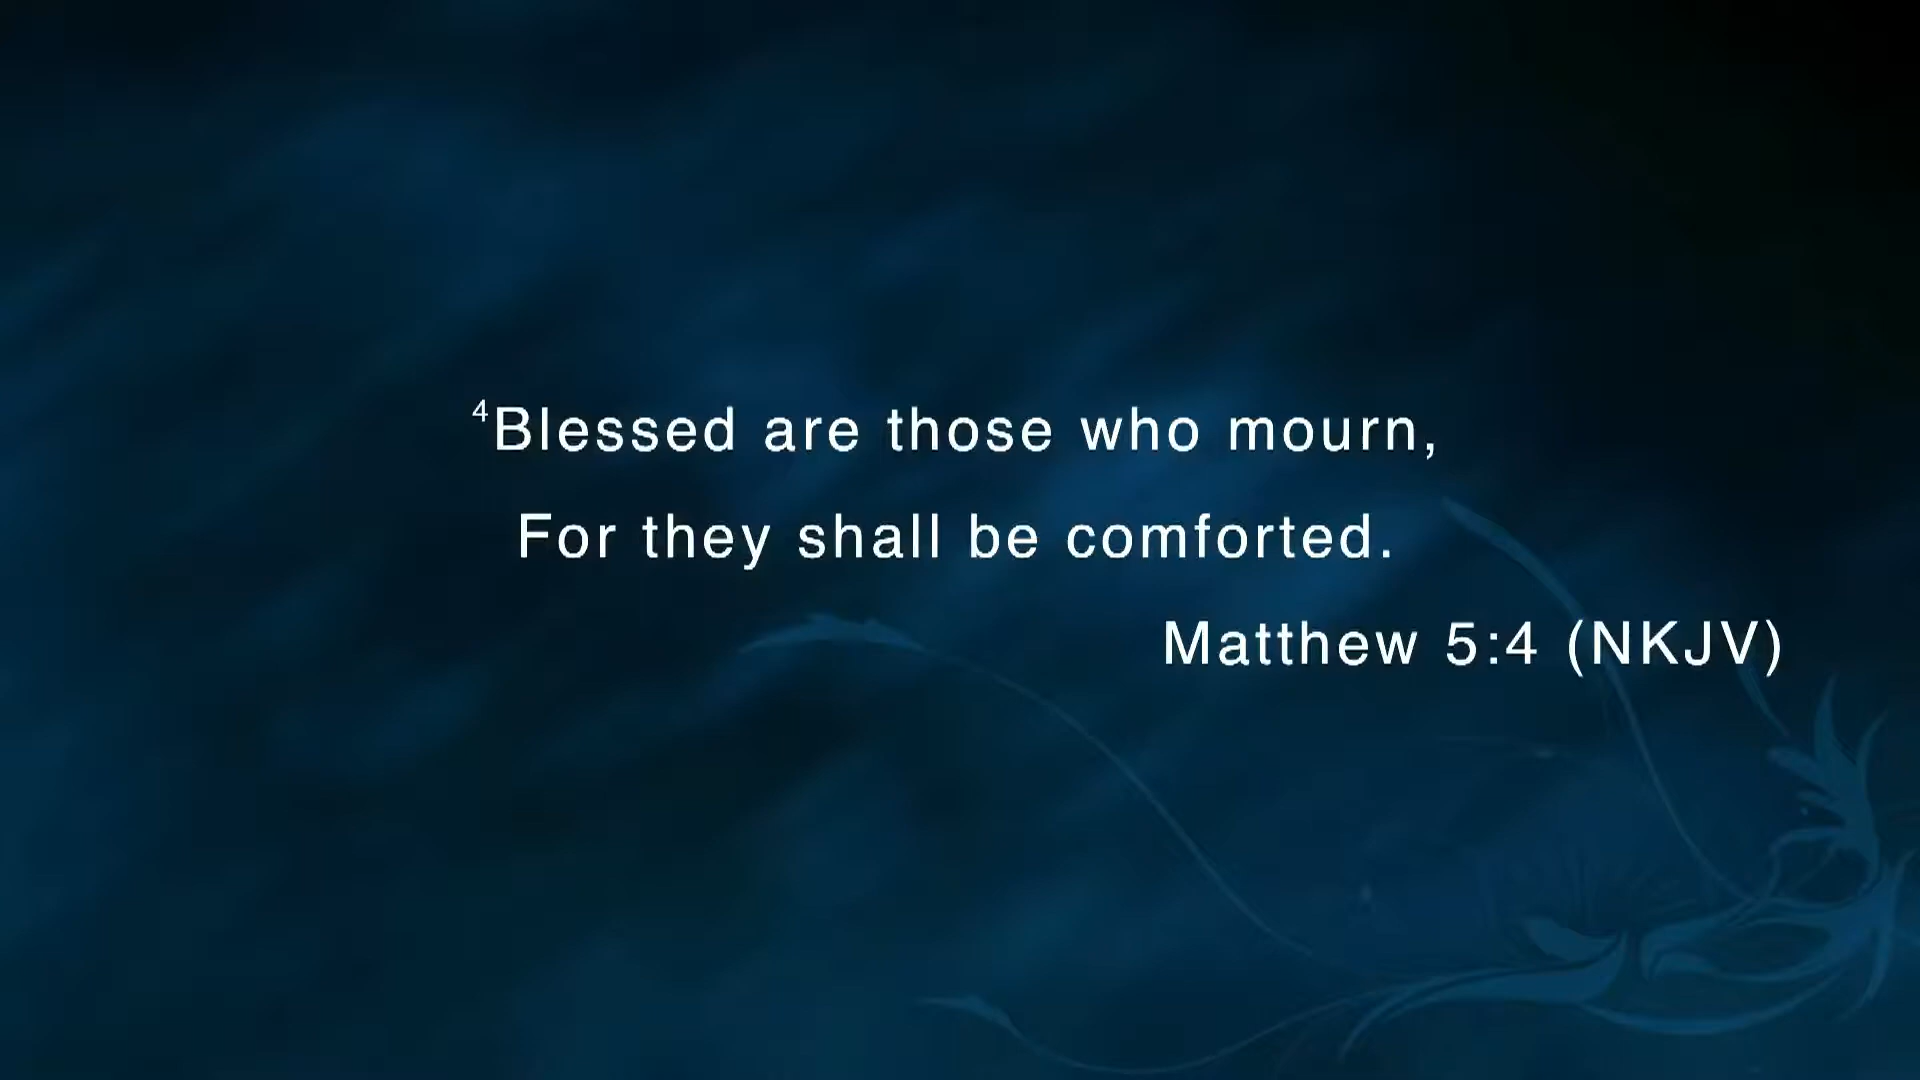 ⁴Blessed are those who mourn,
For they shall be comforted.
Matthew 5:4 (NKJV)